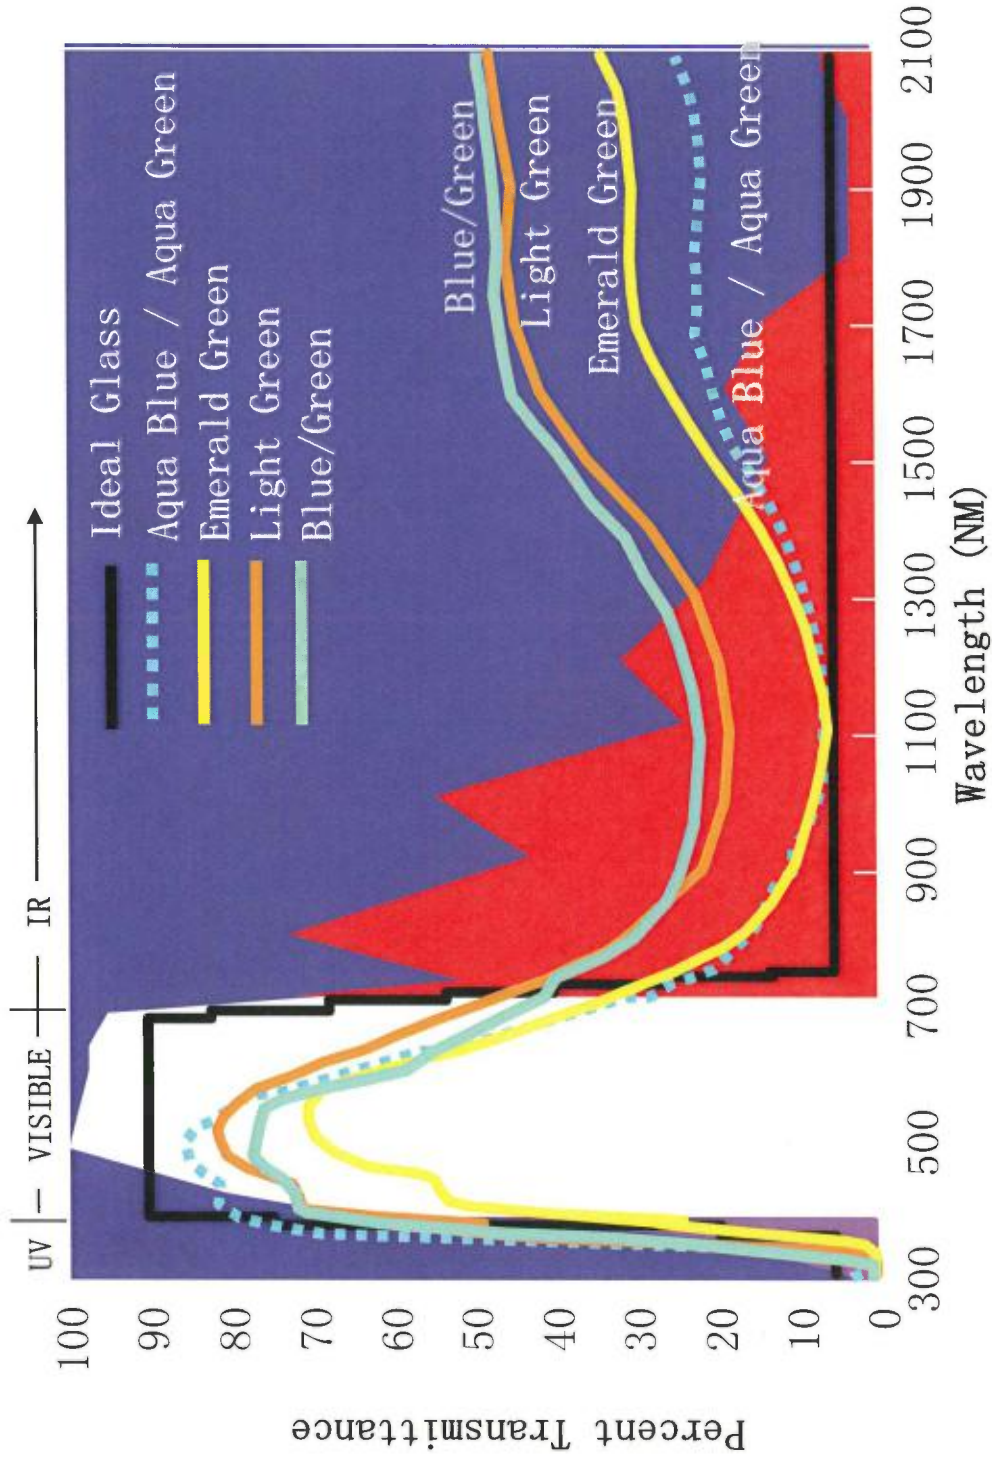 UV
VISIBLE
IR
100
90
80
70
60
50
40
30
20
10
0
Percent Transmittance
Ideal Glass
Aqua Blue / Aqua Green
Emerald Green
Light Green
Blue/Green
Blue/Green
Light Green
Emerald Green
Aqua Blue / Aqua Green
300
500
700
900
1100
1300
1500
1700
1900
2100
Wavelength (NM)